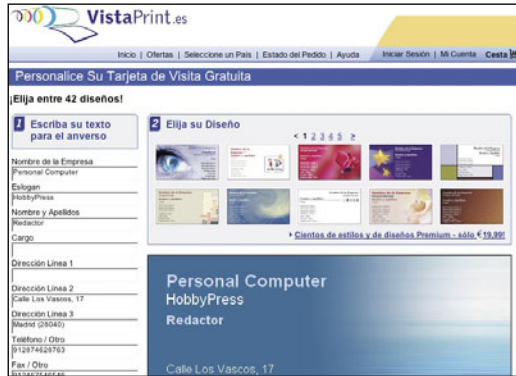 VistaPrint.es
Inicio | Ofertas | Seleccione un País | Estado del Pedido | Ayuda
Iniciar Sesión | Mi Cuenta Cesta
Personalice Su Tarjeta de Visita Gratuita
¡Elija entre 42 diseños!
1 Escriba su texto
para el anverso
Nombre de la Empresa
Personal Computer
Eslogan
HobbyPress
Nombre y Apellidos
Redactor
Cargo
Dirección Línea 1
Dirección Línea 2
Calle Los Vascos, 17
Dirección Línea 3
Madrid (28040)
Teléfono / Otro
912874628763
Fax / Otro
2 Elija su Diseño
< 1 2 3 4 5 >
Cientos de estilos y de diseños Premium - sólo €19,99!
Personal Computer
HobbyPress
Redactor
Calle Los Vascos, 17